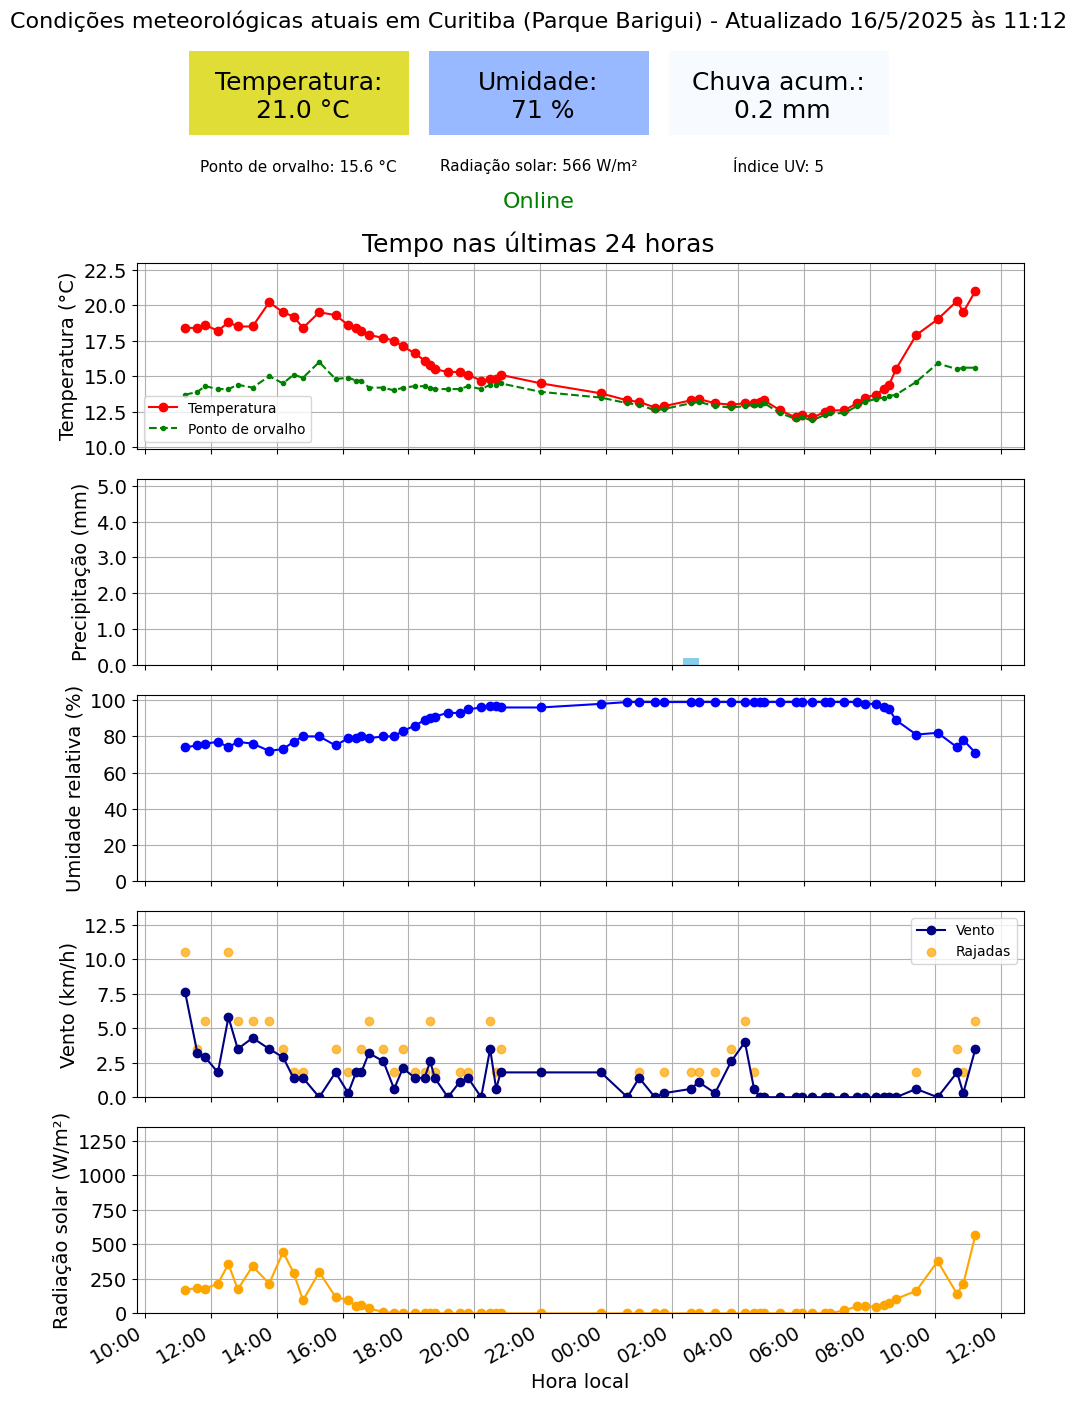 Condições meteorológicas atuais em Curitiba (Parque Barigui) - Atualizado 16/5/2025 às 11:12
Temperatura:
21.0 °C
Umidade:
71 %
Chuva acum.:
0.2 mm
Ponto de orvalho: 15.6 °C
Radiação solar: 566 W/m²
Índice UV: 5
Online
Tempo nas últimas 24 horas
Temperatura (°C)
22.5
20.0
17.5
15.0
12.5
10.0
Temperatura
Ponto de orvalho
Precipitação (mm)
5.0
4.0
3.0
2.0
1.0
0.0
Umidade relativa (%)
100
80
60
40
20
0
Vento (km/h)
12.5
10.0
7.5
5.0
2.5
0.0
Vento
Rajadas
Radiação solar (W/m²)
1250
1000
750
500
250
0
10:00
12:00
14:00
16:00
18:00
20:00
22:00
00:00
02:00
04:00
06:00
08:00
10:00
12:00
Hora local